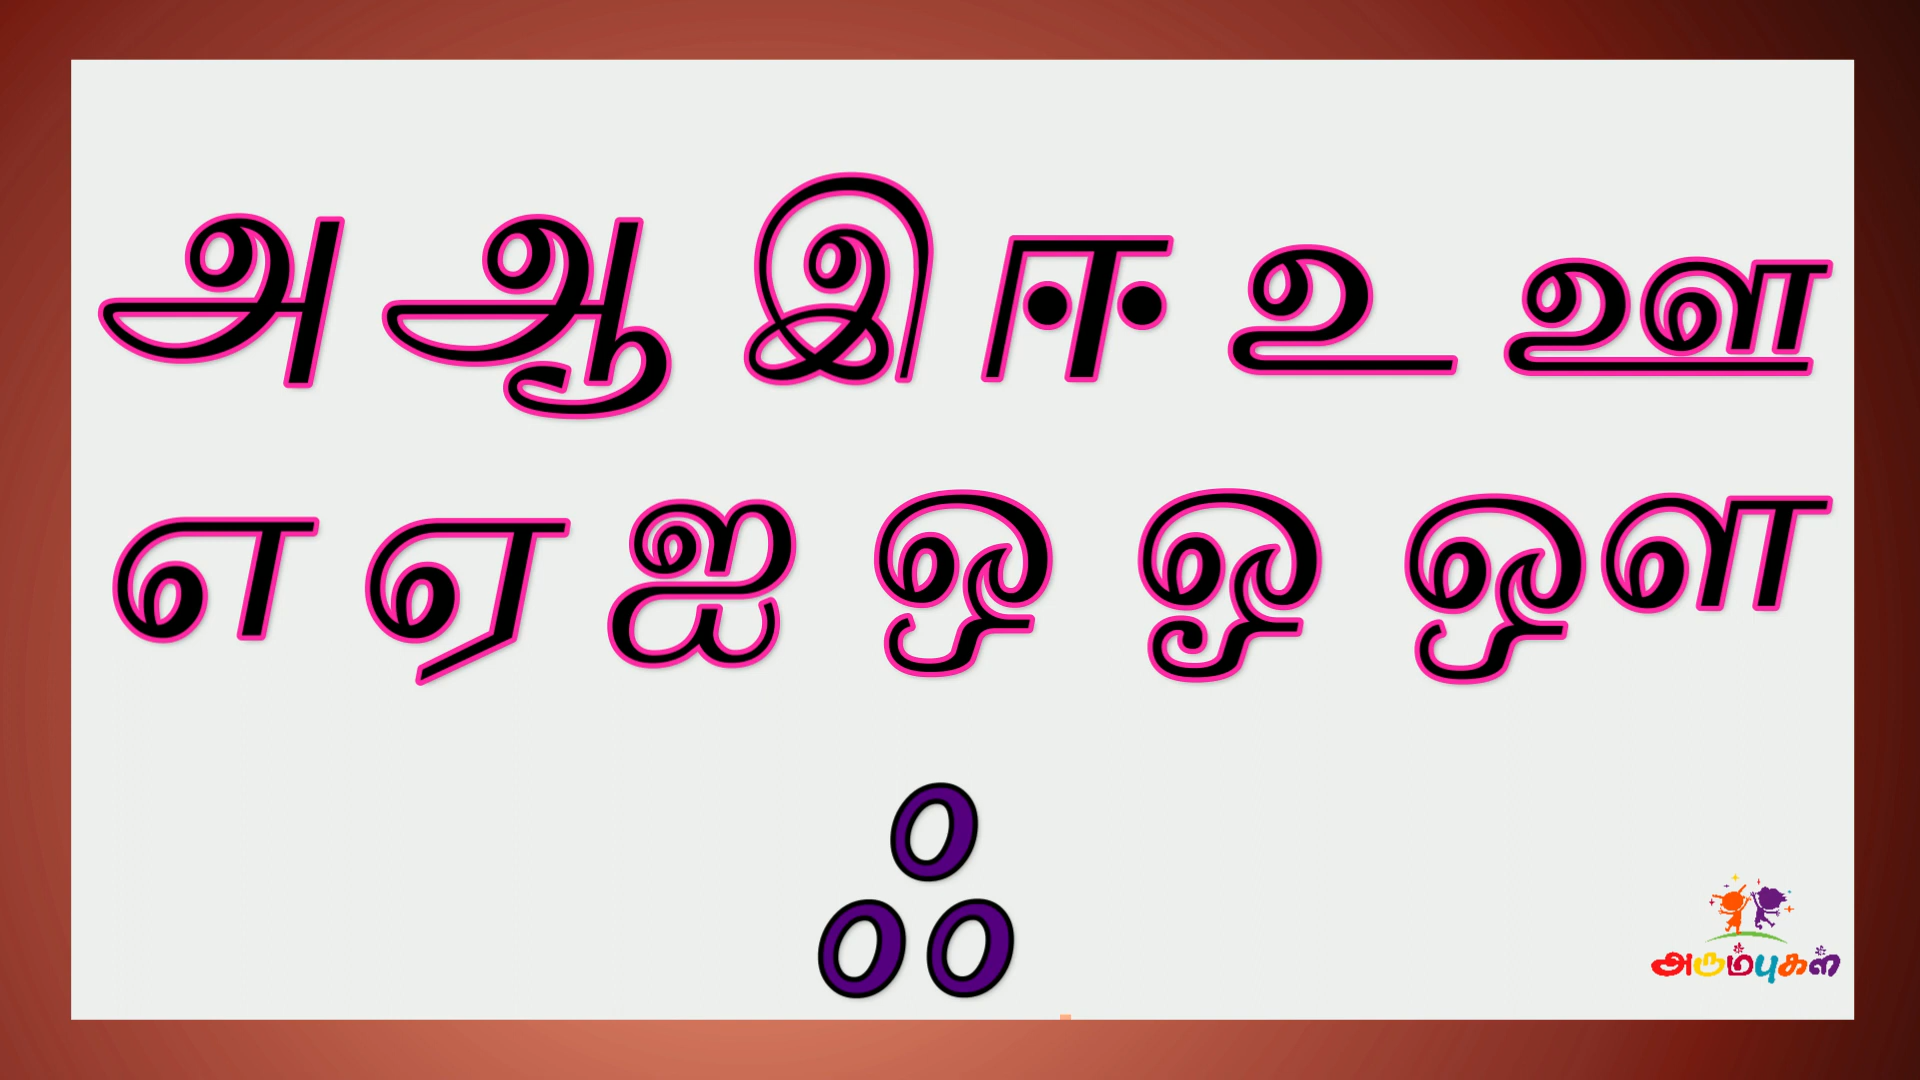 அ ஆ இ ஈ உ ஊ
எ ஏ ஐ ஒ ஓ ஔ
ஃ
அரும்புகள்